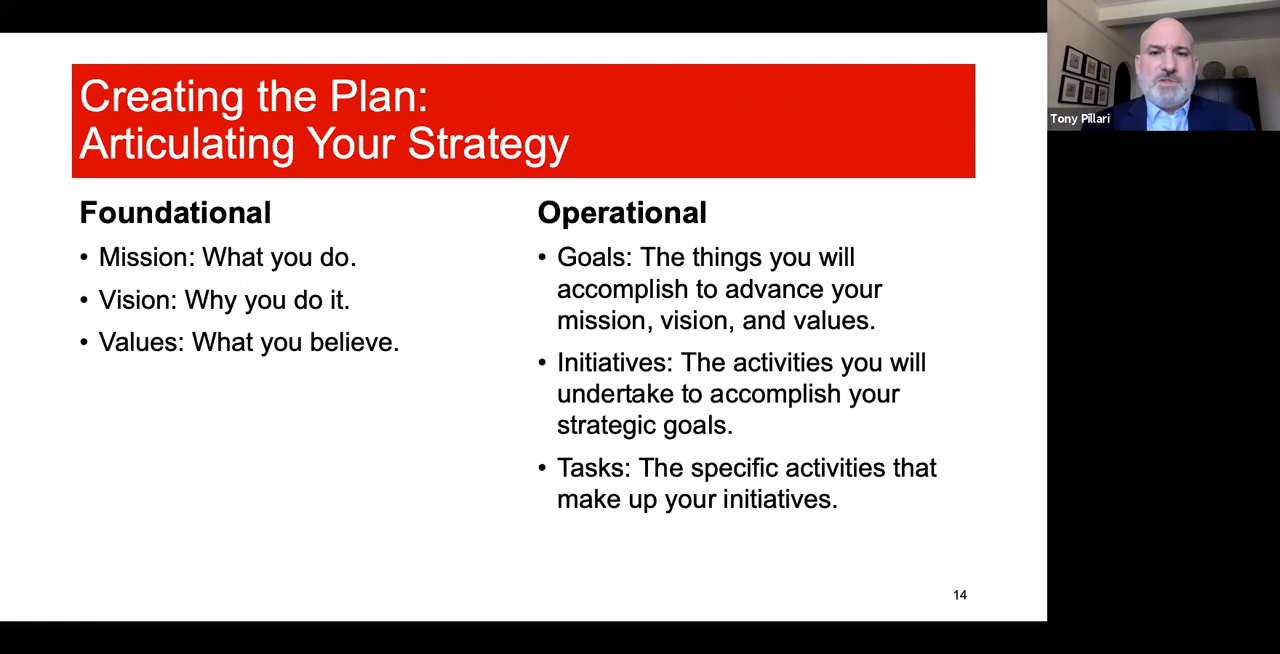 Creating the Plan:
Articulating Your Strategy
Foundational
• Mission: What you do.
• Vision: Why you do it.
• Values: What you believe.
Operational
• Goals: The things you will
accomplish to advance your
mission, vision, and values.
• Initiatives: The activities you will
undertake to accomplish your
strategic goals.
• Tasks: The specific activities that
make up your initiatives.
14
Tony Pillari